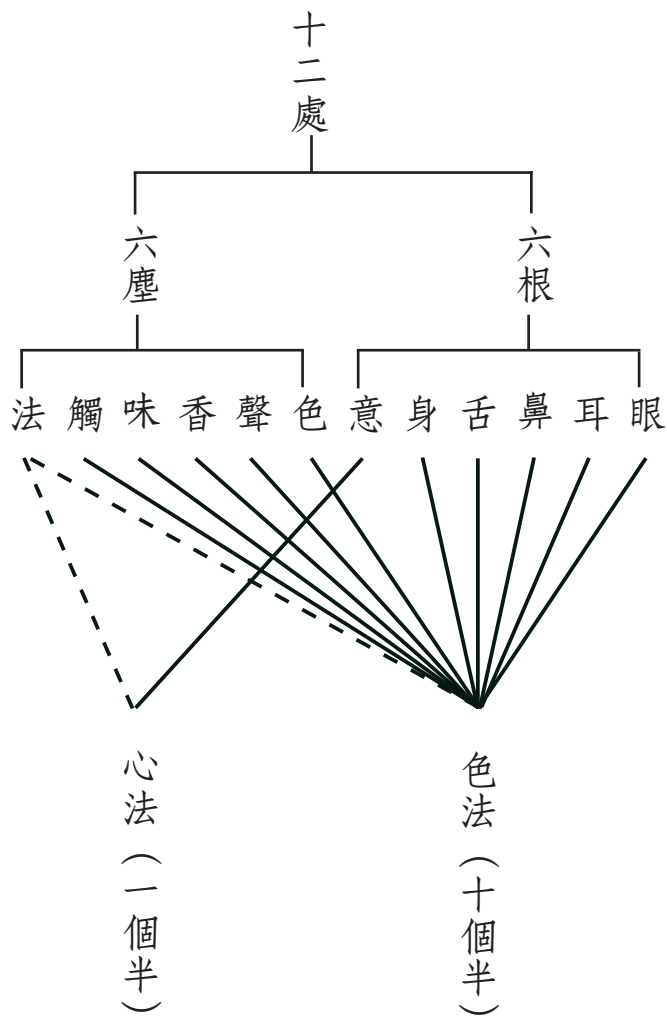 十二處
六根
六塵
眼
耳
鼻
舌
身
意
色
聲
香
味
觸
法
色法（十個半）
心法（一個半）